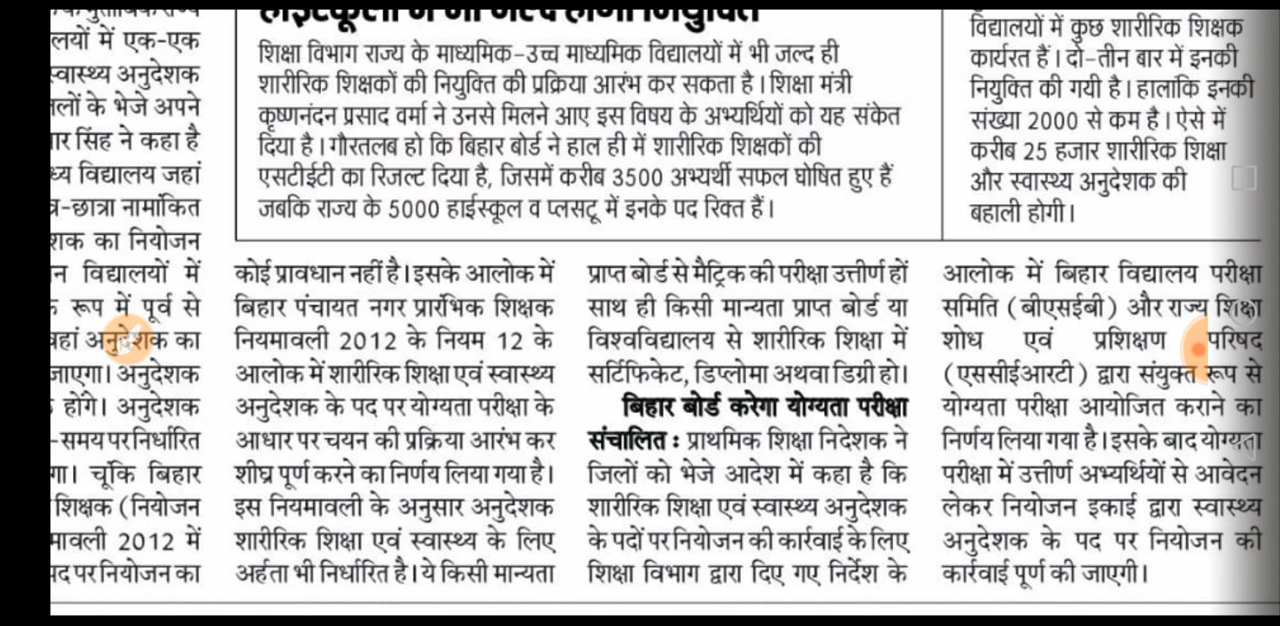 हाईस्कूलों में भी जल्द होगी नियुक्ति
शिक्षा विभाग राज्य के माध्यमिक-उच्च माध्यमिक विद्यालयों में भी जल्द ही
शारीरिक शिक्षकों की नियुक्ति की प्रक्रिया आरंभ कर सकता है। शिक्षा मंत्री
कृष्णनंदन प्रसाद वर्मा ने उनसे मिलने आए इस विषय के अभ्यर्थियों को यह संकेत
दिया है। गौरतलब हो कि बिहार बोर्ड ने हाल ही में शारीरिक शिक्षकों की
एसटीईटी का रिजल्ट दिया है, जिसमें करीब 3500 अभ्यर्थी सफल घोषित हुए हैं
जबकि राज्य के 5000 हाईस्कूल व प्लसटू में इनके पद रिक्त हैं।
विद्यालयों में कुछ शारीरिक शिक्षक
कार्यरत हैं। दो-तीन बार में इनकी
नियुक्ति की गयी है। हालांकि इनकी
संख्या 2000 से कम है। ऐसे में
करीब 25 हजार शारीरिक शिक्षा
और स्वास्थ्य अनुदेशक की
बहाली होगी।
लयों में एक-एक
स्वास्थ्य अनुदेशक
के भेजे अपने
सिंह ने कहा है
विद्यालय जहां
-छात्रा नामांकित
का नियोजन
विद्यालयों में
रूप में पूर्व से
अनुदेशक का
जाएगा। अनुदेशक
होंगे। अनुदेशक
-समय पर निर्धारित
चूंकि बिहार
शिक्षक (नियोजन
मावली 2012 में
पद पर नियोजन का
कोई प्रावधान नहीं है। इसके आलोक में
बिहार पंचायत नगर प्रारंभिक शिक्षक
नियमावली 2012 के नियम 12 के
आलोक में शारीरिक शिक्षा एवं स्वास्थ्य
अनुदेशक के पद पर योग्यता परीक्षा के
आधार पर चयन की प्रक्रिया आरंभ कर
शीघ्र पूर्ण करने का निर्णय लिया गया है।
इस नियमावली के अनुसार अनुदेशक
शारीरिक शिक्षा एवं स्वास्थ्य के लिए
अर्हता भी निर्धारित है। ये किसी मान्यता
प्राप्त बोर्ड से मैट्रिक की परीक्षा उत्तीर्ण हों
साथ ही किसी मान्यता प्राप्त बोर्ड या
विश्वविद्यालय से शारीरिक शिक्षा में
सर्टिफिकेट, डिप्लोमा अथवा डिग्री हो।
बिहार बोर्ड करेगा योग्यता परीक्षा
संचालित : प्राथमिक शिक्षा निदेशक ने
जिलों को भेजे आदेश में कहा है कि
शारीरिक शिक्षा एवं स्वास्थ्य अनुदेशक
के पदों पर नियोजन की कार्रवाई के लिए
शिक्षा विभाग द्वारा दिए गए निर्देश के
आलोक में बिहार विद्यालय परीक्षा
समिति (बीएसईबी) और राज्य शिक्षा
शोध एवं प्रशिक्षण परिषद
(एससीईआरटी) द्वारा संयुक्त रूप से
योग्यता परीक्षा आयोजित कराने का
निर्णय लिया गया है। इसके बाद योग्यता
परीक्षा में उत्तीर्ण अभ्यर्थियों से आवेदन
लेकर नियोजन इकाई द्वारा स्वास्थ्य
अनुदेशक के पद पर नियोजन की
कार्रवाई पूर्ण की जाएगी।